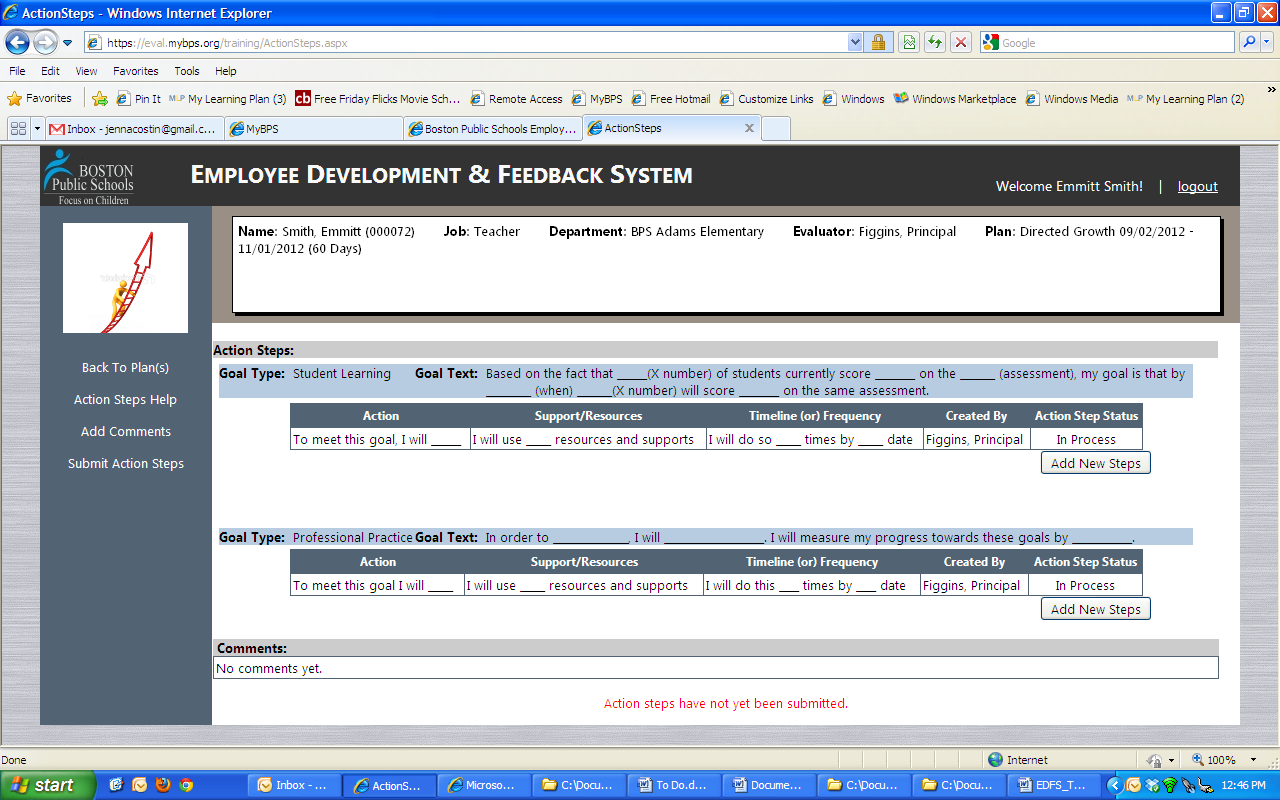 ActionSteps - Windows Internet Explorer
https://eval.mybps.org/training/ActionSteps.aspx
Google
File Edit View Favorites Tools Help
Favorites Pin It MLP My Learning Plan (3) cb Free Friday Flicks Movie Sch... Remote Access MyBPS Free Hotmail Customize Links Windows Windows Marketplace Windows Media MLP My Learning Plan (2)
Inbox - jennacostin@gmail.c... MyBPS Boston Public Schools Employ... ActionSteps
BOSTON
Public Schools
Focus on Children
EMPLOYEE DEVELOPMENT & FEEDBACK SYSTEM
Welcome Emmitt Smith! | logout
Name: Smith, Emmitt (000072) Job: Teacher Department: BPS Adams Elementary Evaluator: Figgins, Principal Plan: Directed Growth 09/02/2012 -
11/01/2012 (60 Days)
Back To Plan(s)
Action Steps Help
Add Comments
Submit Action Steps
Action Steps:
Goal Type: Student Learning Goal Text: Based on the fact that _____(X number) of students currently score ______ on the _____ (assessment), my goal is that by
_______ (when) _____(X number) will score ______ on the same assessment.
Action Support/Resources Timeline (or) Frequency Created By Action Step Status
To meet this goal, I will _____ I will use ____ resources and supports I will do so ____ times by ____ date Figgins, Principal In Process
Add New Steps
Goal Type: Professional Practice Goal Text: In order to ____________, I will ________________. I will measure my progress towards these goals by __________.
Action Support/Resources Timeline (or) Frequency Created By Action Step Status
To meet this goal I will ____ I will use ____ resources and supports I will do this ___ times by ___ date Figgins, Principal In Process
Add New Steps
Comments:
No comments yet.
Action steps have not yet been submitted.
Done Internet 100%
start Inbox - ... ActionS... Microso... C:\Docu... To Do.d... Docume... C:\Docu... C:\Docu... EDFS_T... 12:46 PM